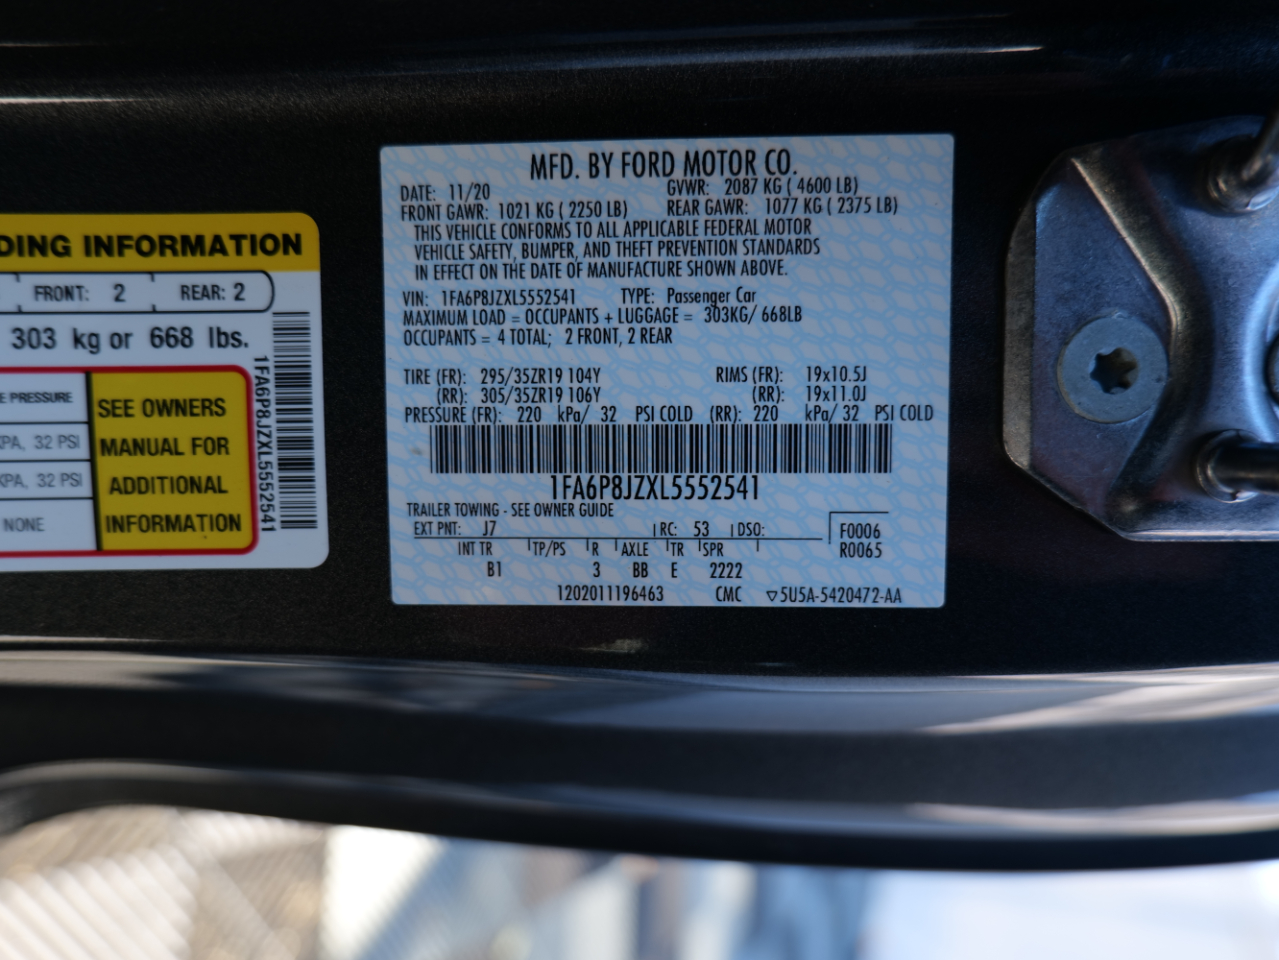 DING INFORMATION
FRONT: 2 REAR: 2
303 kg or 668 lbs.
E PRESSURE
KPA, 32 PSI
KPA, 32 PSI
NONE
SEE OWNERS
MANUAL FOR
ADDITIONAL
INFORMATION
1FA6P8JZXL5552541
MFD. BY FORD MOTOR CO.
DATE: 11/20 GVWR: 2087 KG ( 4600 LB)
FRONT GAWR: 1021 KG ( 2250 LB) REAR GAWR: 1077 KG ( 2375 LB)
THIS VEHICLE CONFORMS TO ALL APPLICABLE FEDERAL MOTOR
VEHICLE SAFETY, BUMPER, AND THEFT PREVENTION STANDARDS
IN EFFECT ON THE DATE OF MANUFACTURE SHOWN ABOVE.
VIN: 1FA6P8JZXL5552541 TYPE: Passenger Car
MAXIMUM LOAD = OCCUPANTS + LUGGAGE = 303KG/ 668LB
OCCUPANTS = 4 TOTAL; 2 FRONT, 2 REAR
TIRE (FR): 295/35ZR19 104Y RIMS (FR): 19x10.5J
(RR): 305/35ZR19 106Y (RR): 19x11.0J
PRESSURE (FR): 220 kPa/ 32 PSI COLD (RR): 220 kPa/ 32 PSI COLD
1FA6P8JZXL5552541
TRAILER TOWING - SEE OWNER GUIDE
EXT PNT: J7 RC: 53 DSO: F0006
INT TR TP/PS R AXLE TR SPR R0065
B1 3 BB E 2222
1202011196463 CMC ▽5U5A-5420472-AA